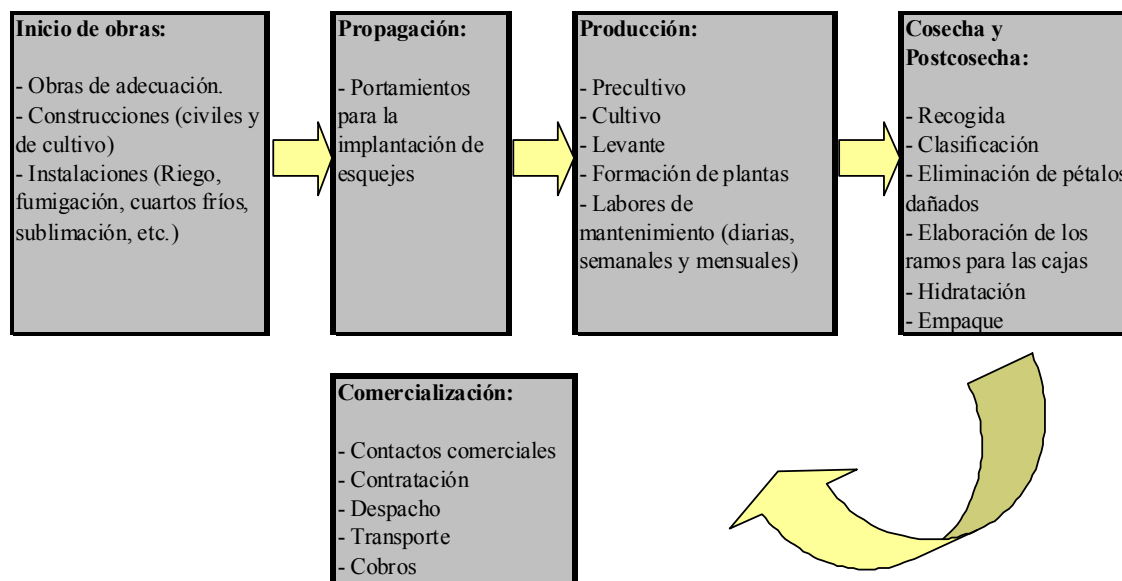 Inicio de obras:
- Obras de adecuación.
- Construcciones (civiles y
de cultivo)
- Instalaciones (Riego,
fumigación, cuartos fríos,
sublimación, etc.)
Propagación:
- Portamientos
para la
implantación de
esquejes
Producción:
- Precultivo
- Cultivo
- Levante
- Formación de plantas
- Labores de
mantenimiento (diarias,
semanales y mensuales)
Cosecha y
Postcosecha:
- Recogida
- Clasificación
- Eliminación de pétalos
dañados
- Elaboración de los
ramos para las cajas
- Hidratación
- Empaque
Comercialización:
- Contactos comerciales
- Contratación
- Despacho
- Transporte
- Cobros